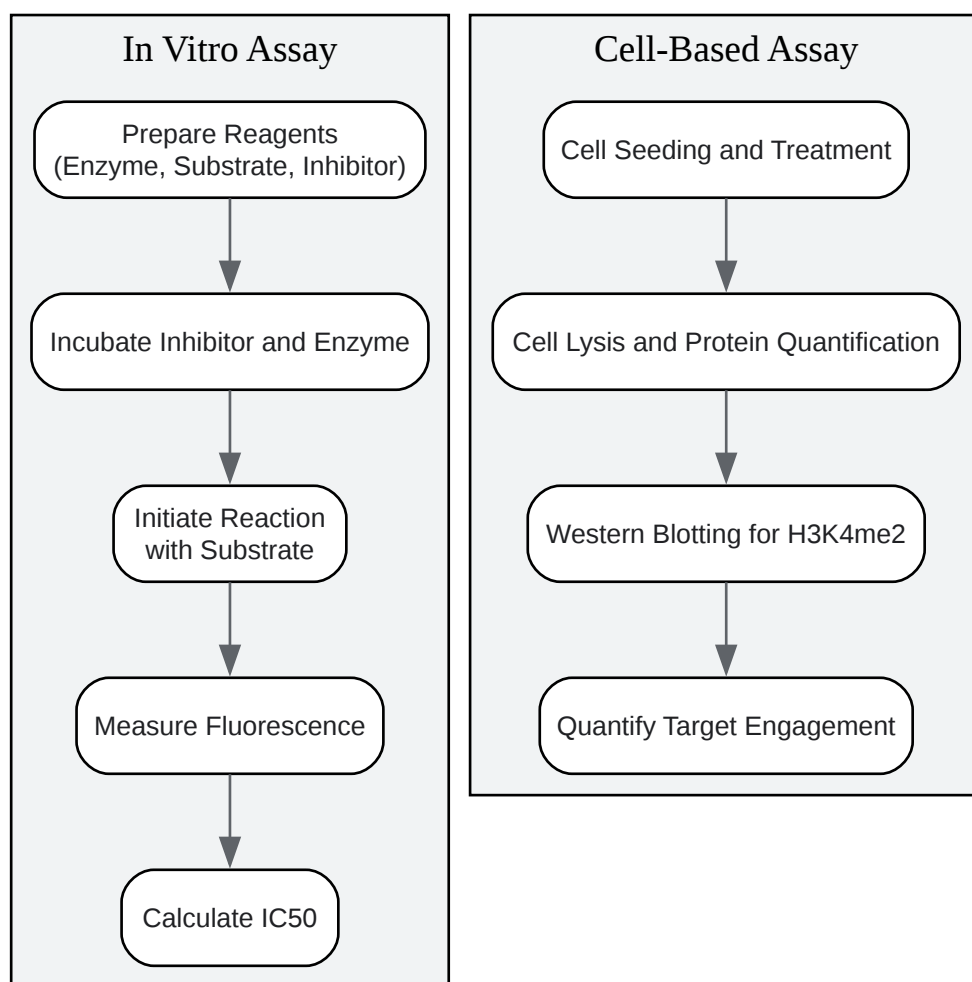 In Vitro Assay
Prepare Reagents
(Enzyme, Substrate, Inhibitor)
Incubate Inhibitor and Enzyme
Initiate Reaction
with Substrate
Measure Fluorescence
Calculate IC50
Cell-Based Assay
Cell Seeding and Treatment
Cell Lysis and Protein Quantification
Western Blotting for H3K4me2
Quantify Target Engagement